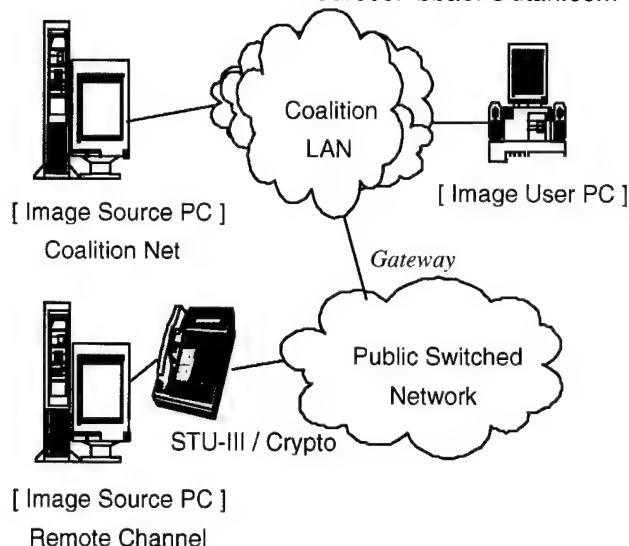 Coalition
LAN
[ Image Source PC ]
Coalition Net
[ Image User PC ]
Gateway
Public Switched
Network
STU-III / Crypto
[ Image Source PC ]
Remote Channel